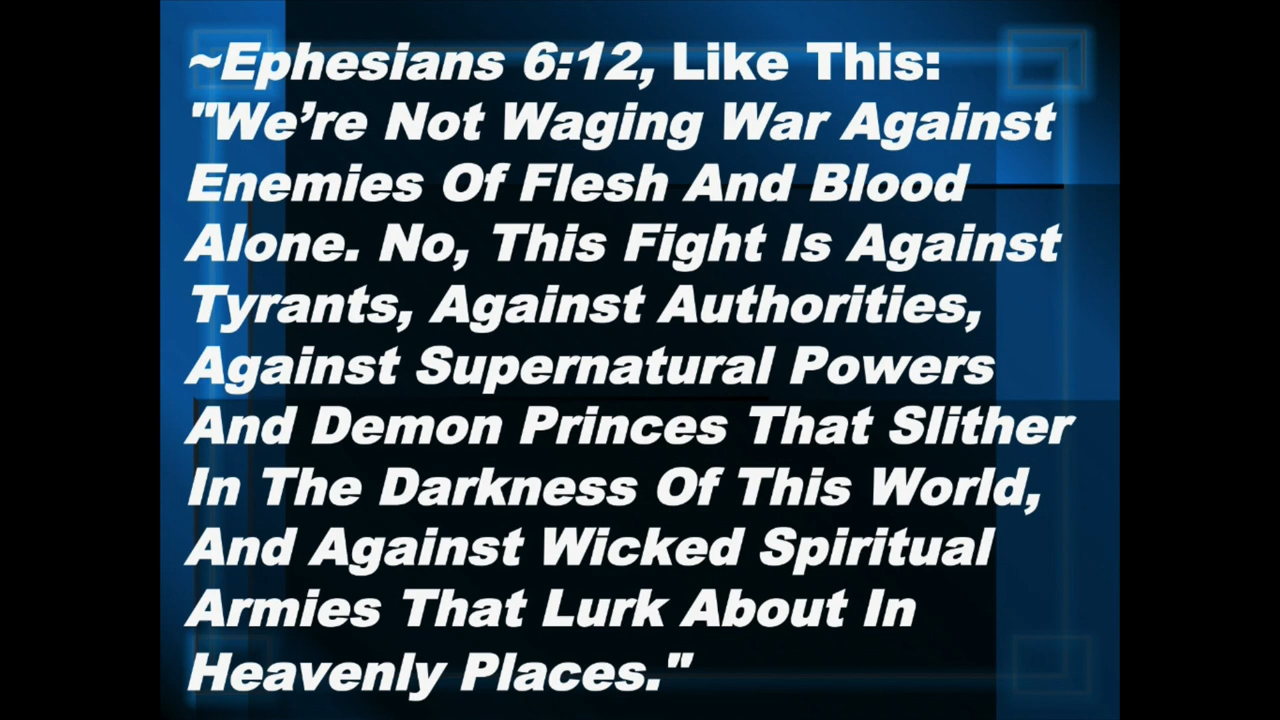 ~Ephesians 6:12, Like This:
"We’re Not Waging War Against
Enemies Of Flesh And Blood
Alone. No, This Fight Is Against
Tyrants, Against Authorities,
Against Supernatural Powers
And Demon Princes That Slither
In The Darkness Of This World,
And Against Wicked Spiritual
Armies That Lurk About In
Heavenly Places."